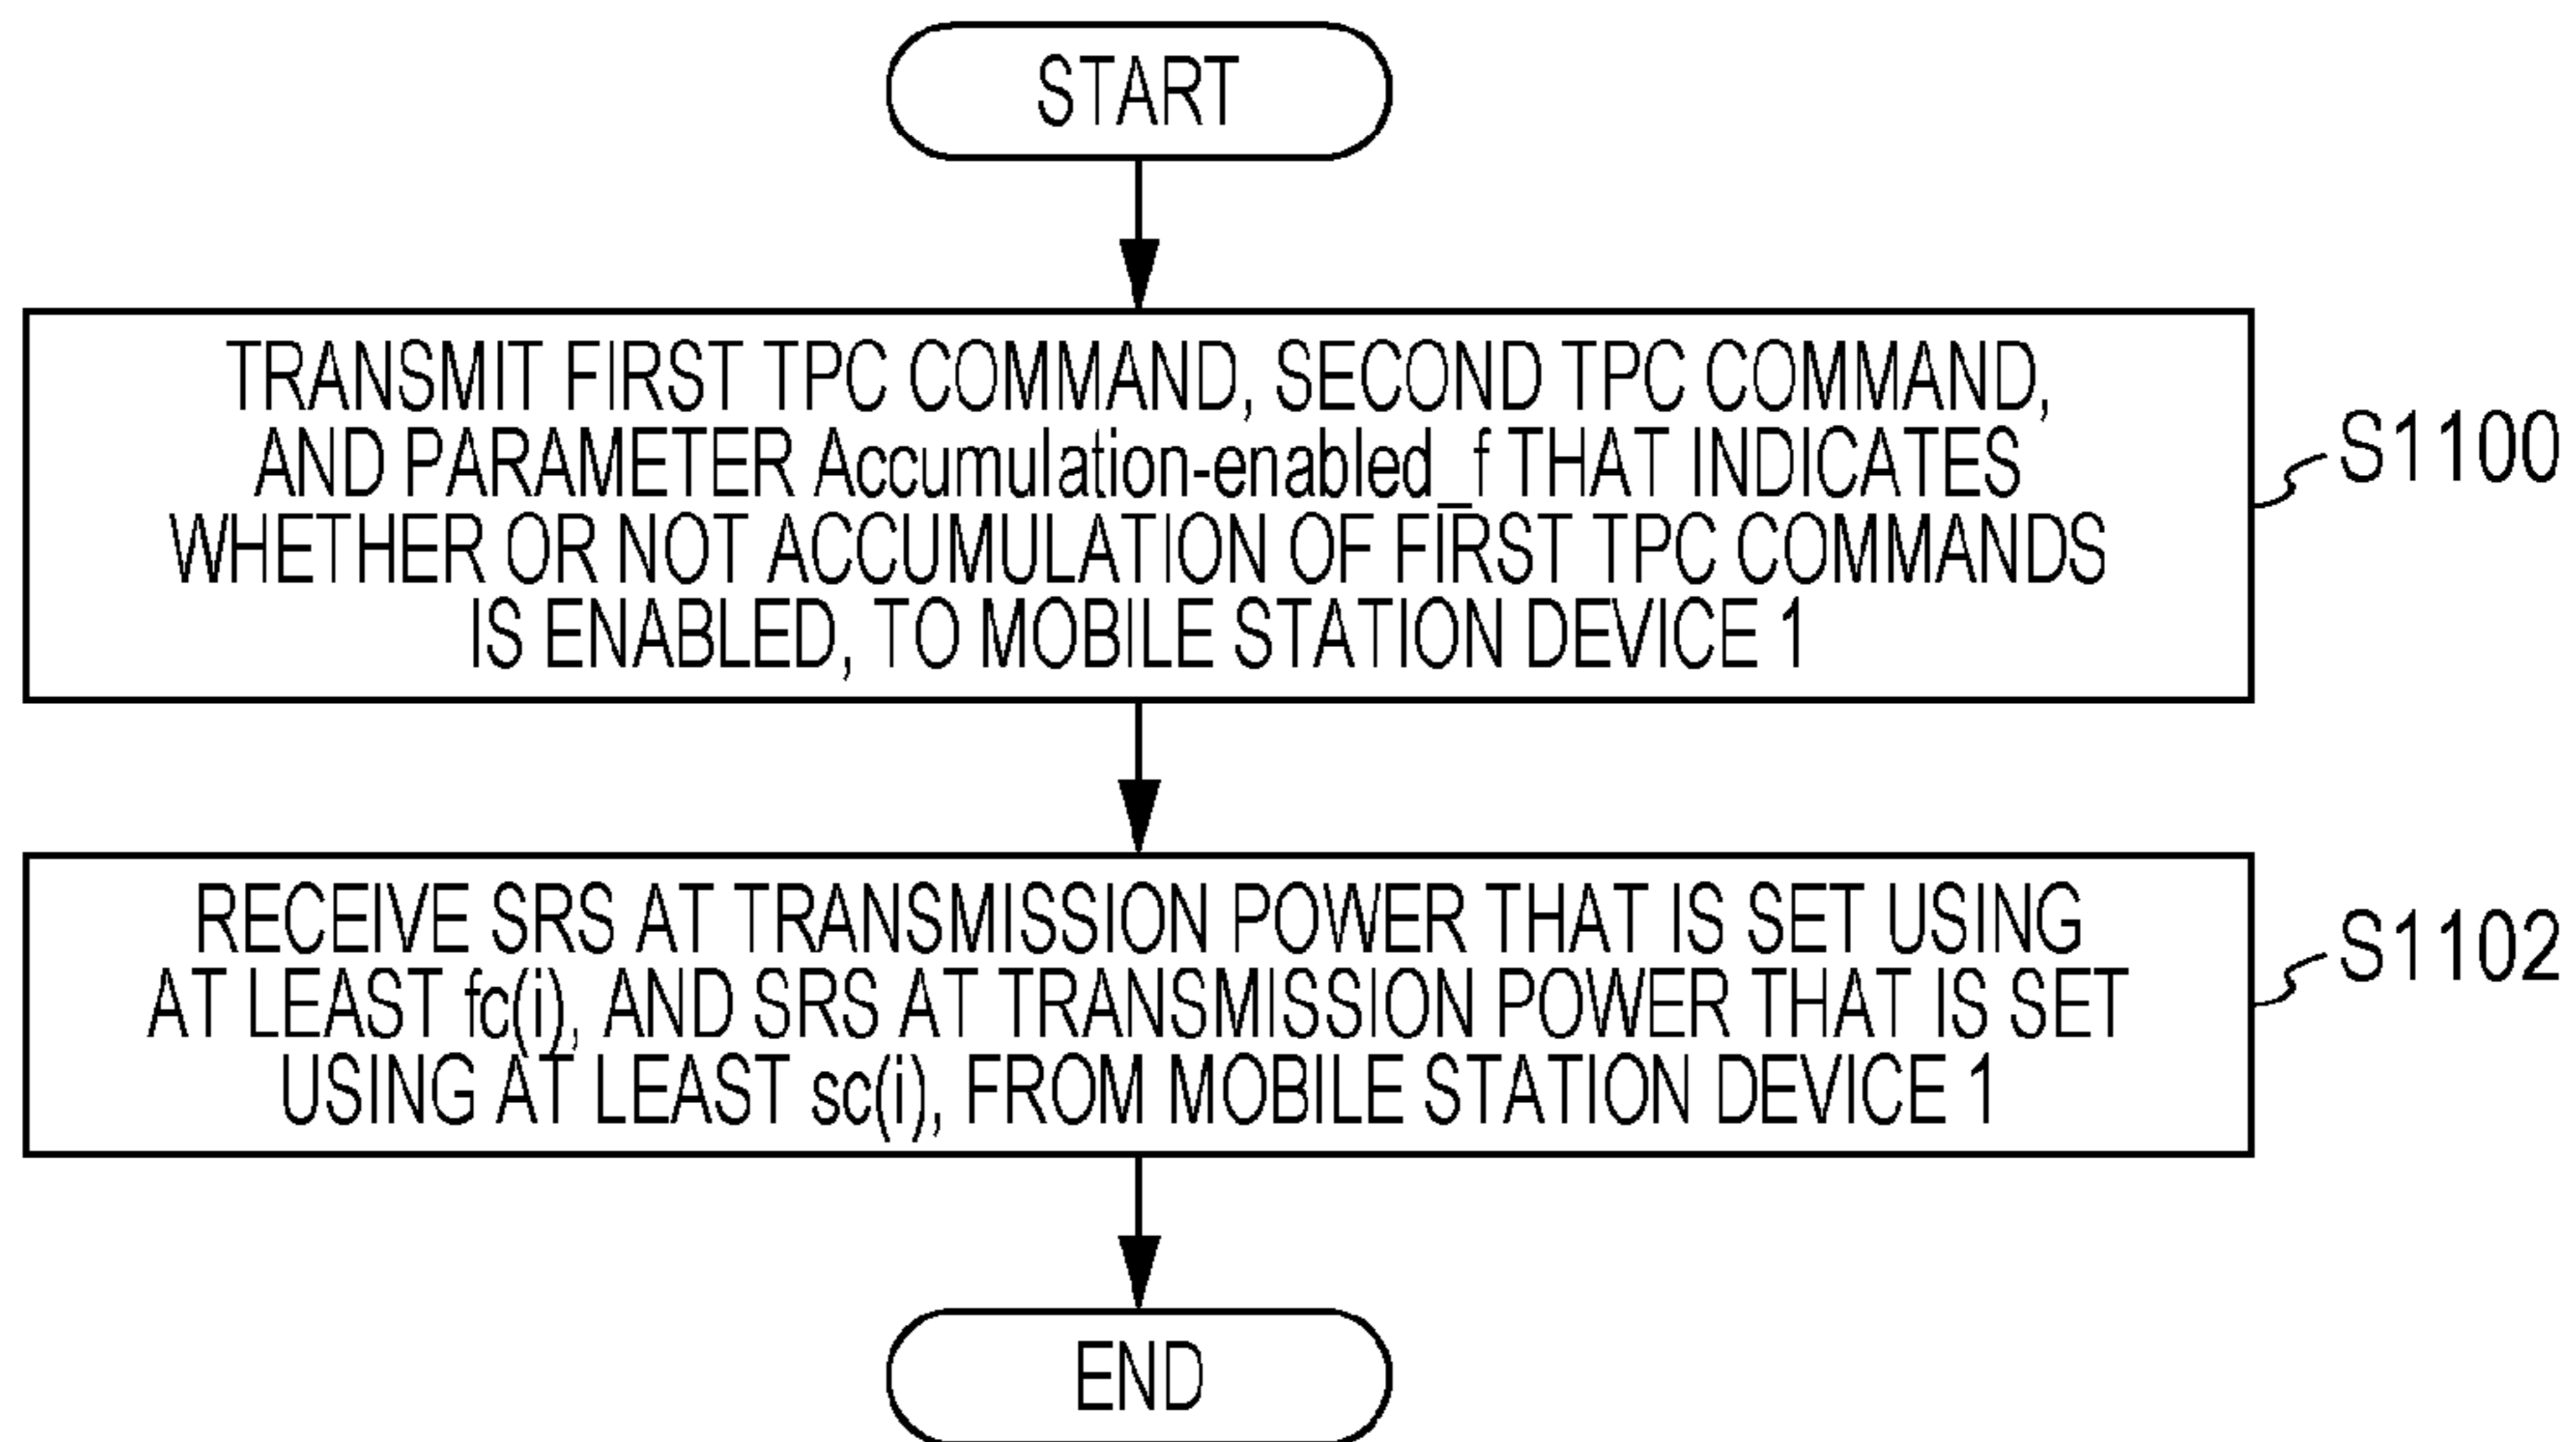 START
TRANSMIT FIRST TPC COMMAND, SECOND TPC COMMAND,
AND PARAMETER Accumulation-enabled_f THAT INDICATES
WHETHER OR NOT ACCUMULATION OF FIRST TPC COMMANDS
IS ENABLED, TO MOBILE STATION DEVICE 1
S1100
RECEIVE SRS AT TRANSMISSION POWER THAT IS SET USING
AT LEAST fc(i), AND SRS AT TRANSMISSION POWER THAT IS SET
USING AT LEAST sc(i), FROM MOBILE STATION DEVICE 1
S1102
END